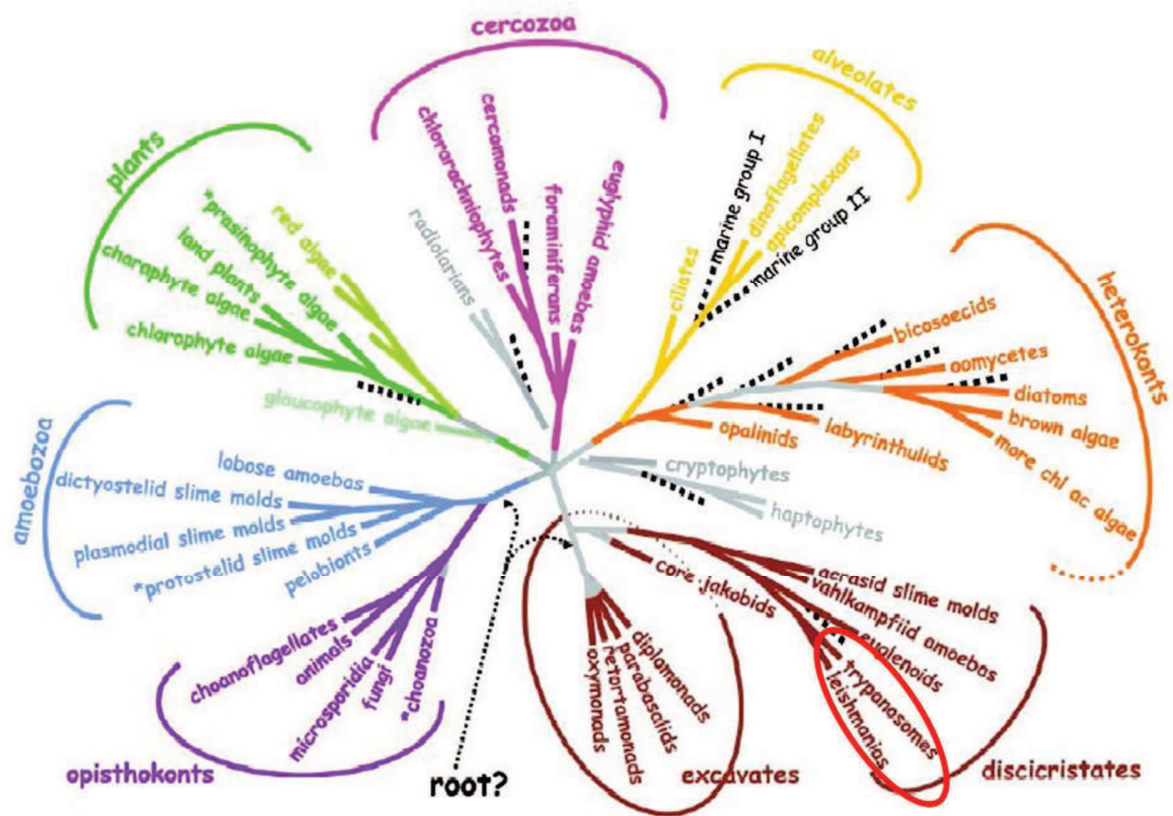 cercozoa
alveolates
plants
heterokonts
amoebozoa
opisthokonts
excavates
discicristates
root?
red algae
*prasinophyte algae
land plants
charaphyte algae
chlorophyte algae
glaucophyte algae
radiolarians
chlorarachniophytes
cercomonads
foraminiferans
euglyphid amoebas
ciliates
marine group I
dinoflagellates
apicomplexans
marine group II
bicosoecids
oomycetes
diatoms
brown algae
more chl ac algae
labyrinthulids
opalinids
cryptophytes
haptophytes
acrasid slime molds
vahlkampfiid amoebas
euglenoids
trypanosomes
leishmanias
core jakobids
diplomonads
parabasalids
retortamonads
oxymonads
*choanozoa
fungi
microsporidia
animals
choanoflagellates
pelobionts
*protostelid slime molds
plasmodial slime molds
dictyostelid slime molds
lobose amoebas